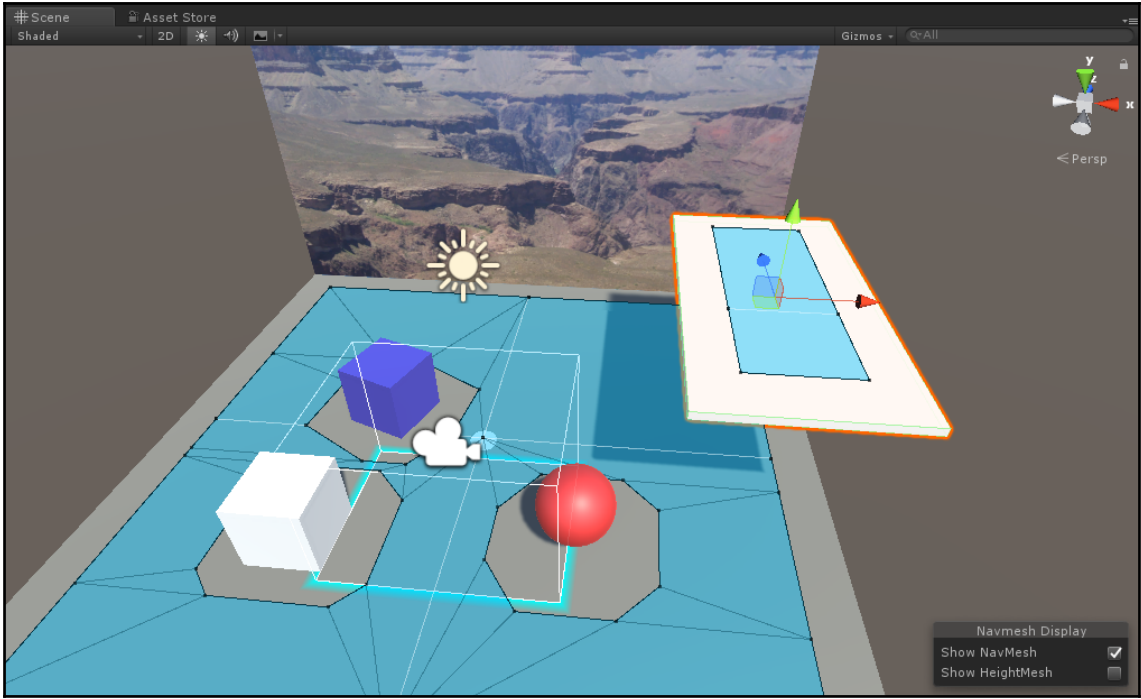 Scene
Asset Store
Shaded
2D
Gizmos
All
y
z
x
Persp
Navmesh Display
Show NavMesh
Show HeightMesh